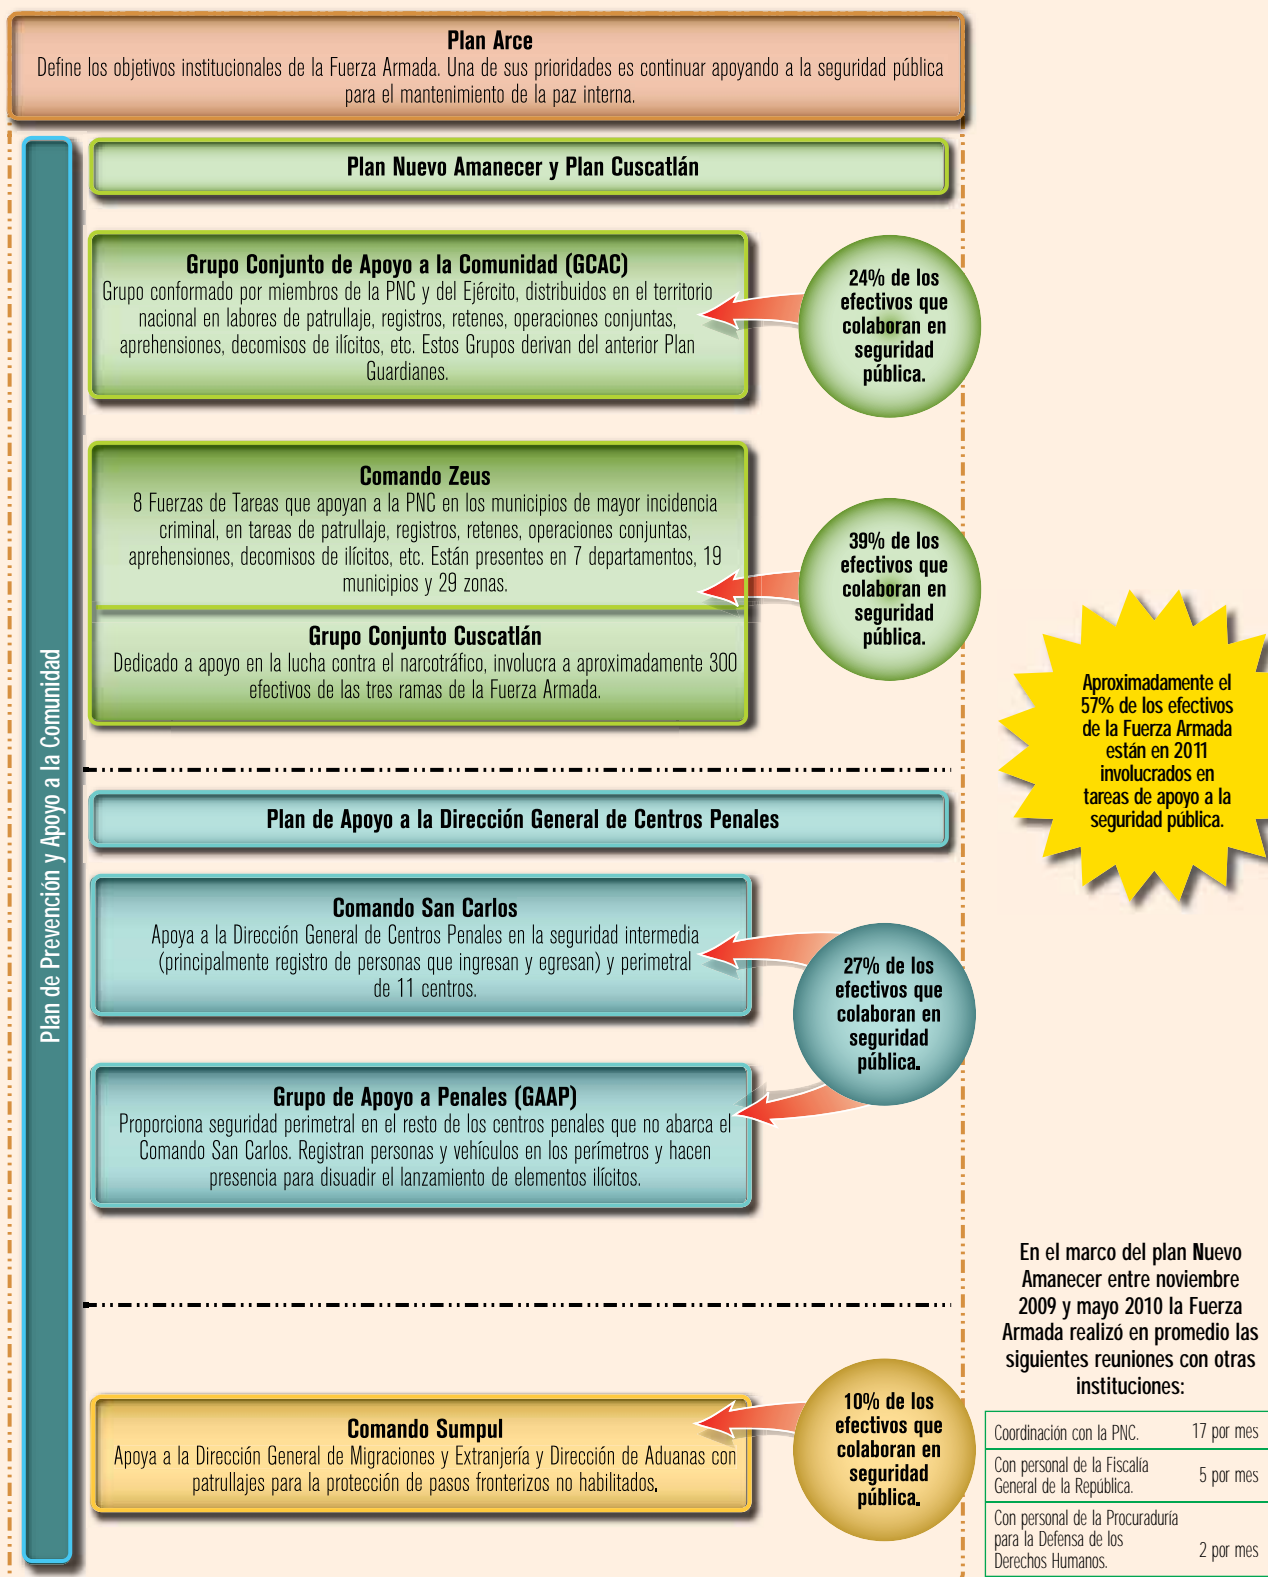 Plan Arce
Define los objetivos institucionales de la Fuerza Armada. Una de sus prioridades es continuar apoyando a la seguridad pública
para el mantenimiento de la paz interna.
Plan de Prevención y Apoyo a la Comunidad
Plan Nuevo Amanecer y Plan Cuscatlán
Grupo Conjunto de Apoyo a la Comunidad (GCAC)
Grupo conformado por miembros de la PNC y del Ejército, distribuidos en el territorio
nacional en labores de patrullaje, registros, retenes, operaciones conjuntas,
aprehensiones, decomisos de ilícitos, etc. Estos Grupos derivan del anterior Plan
Guardianes.
24% de los
efectivos que
colaboran en
seguridad
pública.
Comando Zeus
8 Fuerzas de Tareas que apoyan a la PNC en los municipios de mayor incidencia
criminal, en tareas de patrullaje, registros, retenes, operaciones conjuntas,
aprehensiones, decomisos de ilícitos, etc. Están presentes en 7 departamentos, 19
municipios y 29 zonas.
Grupo Conjunto Cuscatlán
Dedicado a apoyo en la lucha contra el narcotráfico, involucra a aproximadamente 300
efectivos de las tres ramas de la Fuerza Armada.
39% de los
efectivos que
colaboran en
seguridad
pública.
Aproximadamente el
57% de los efectivos
de la Fuerza Armada
están en 2011
involucrados en
tareas de apoyo a la
seguridad pública.
Plan de Apoyo a la Dirección General de Centros Penales
Comando San Carlos
Apoya a la Dirección General de Centros Penales en la seguridad intermedia
(principalmente registro de personas que ingresan y egresan) y perimetral
de 11 centros.
27% de los
efectivos que
colaboran en
seguridad
pública.
Grupo de Apoyo a Penales (GAAP)
Proporciona seguridad perimetral en el resto de los centros penales que no abarca el
Comando San Carlos. Registran personas y vehículos en los perímetros y hacen
presencia para disuadir el lanzamiento de elementos ilícitos.
Comando Sumpul
Apoya a la Dirección General de Migraciones y Extranjería y Dirección de Aduanas con
patrullajes para la protección de pasos fronterizos no habilitados.
10% de los
efectivos que
colaboran en
seguridad
pública.
En el marco del plan Nuevo
Amanecer entre noviembre
2009 y mayo 2010 la Fuerza
Armada realizó en promedio las
siguientes reuniones con otras
instituciones:
Coordinación con la PNC. 17 por mes
Con personal de la Fiscalía
General de la República. 5 por mes
Con personal de la Procuraduría
para la Defensa de los
Derechos Humanos. 2 por mes